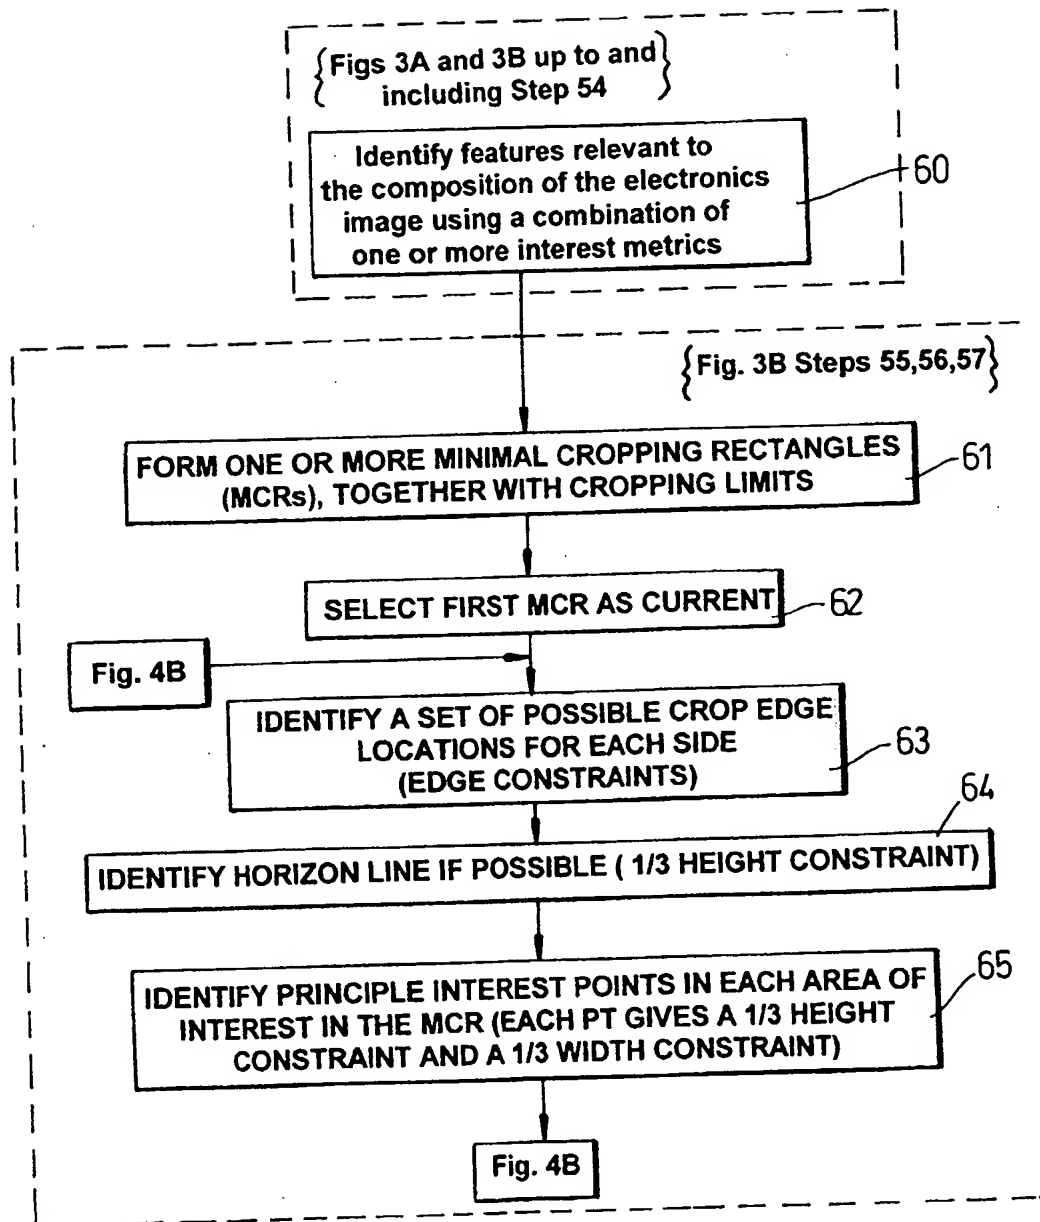 {Figs 3A and 3B up to and
including Step 54}
Identify features relevant to
the composition of the electronics
image using a combination of
one or more interest metrics
60
{Fig. 3B Steps 55,56,57}
FORM ONE OR MORE MINIMAL CROPPING RECTANGLES
(MCRs), TOGETHER WITH CROPPING LIMITS
61
SELECT FIRST MCR AS CURRENT
62
Fig. 4B
IDENTIFY A SET OF POSSIBLE CROP EDGE
LOCATIONS FOR EACH SIDE
(EDGE CONSTRAINTS)
63
64
IDENTIFY HORIZON LINE IF POSSIBLE ( 1/3 HEIGHT CONSTRAINT)
IDENTIFY PRINCIPLE INTEREST POINTS IN EACH AREA OF
INTEREST IN THE MCR (EACH PT GIVES A 1/3 HEIGHT
CONSTRAINT AND A 1/3 WIDTH CONSTRAINT)
65
Fig. 4B